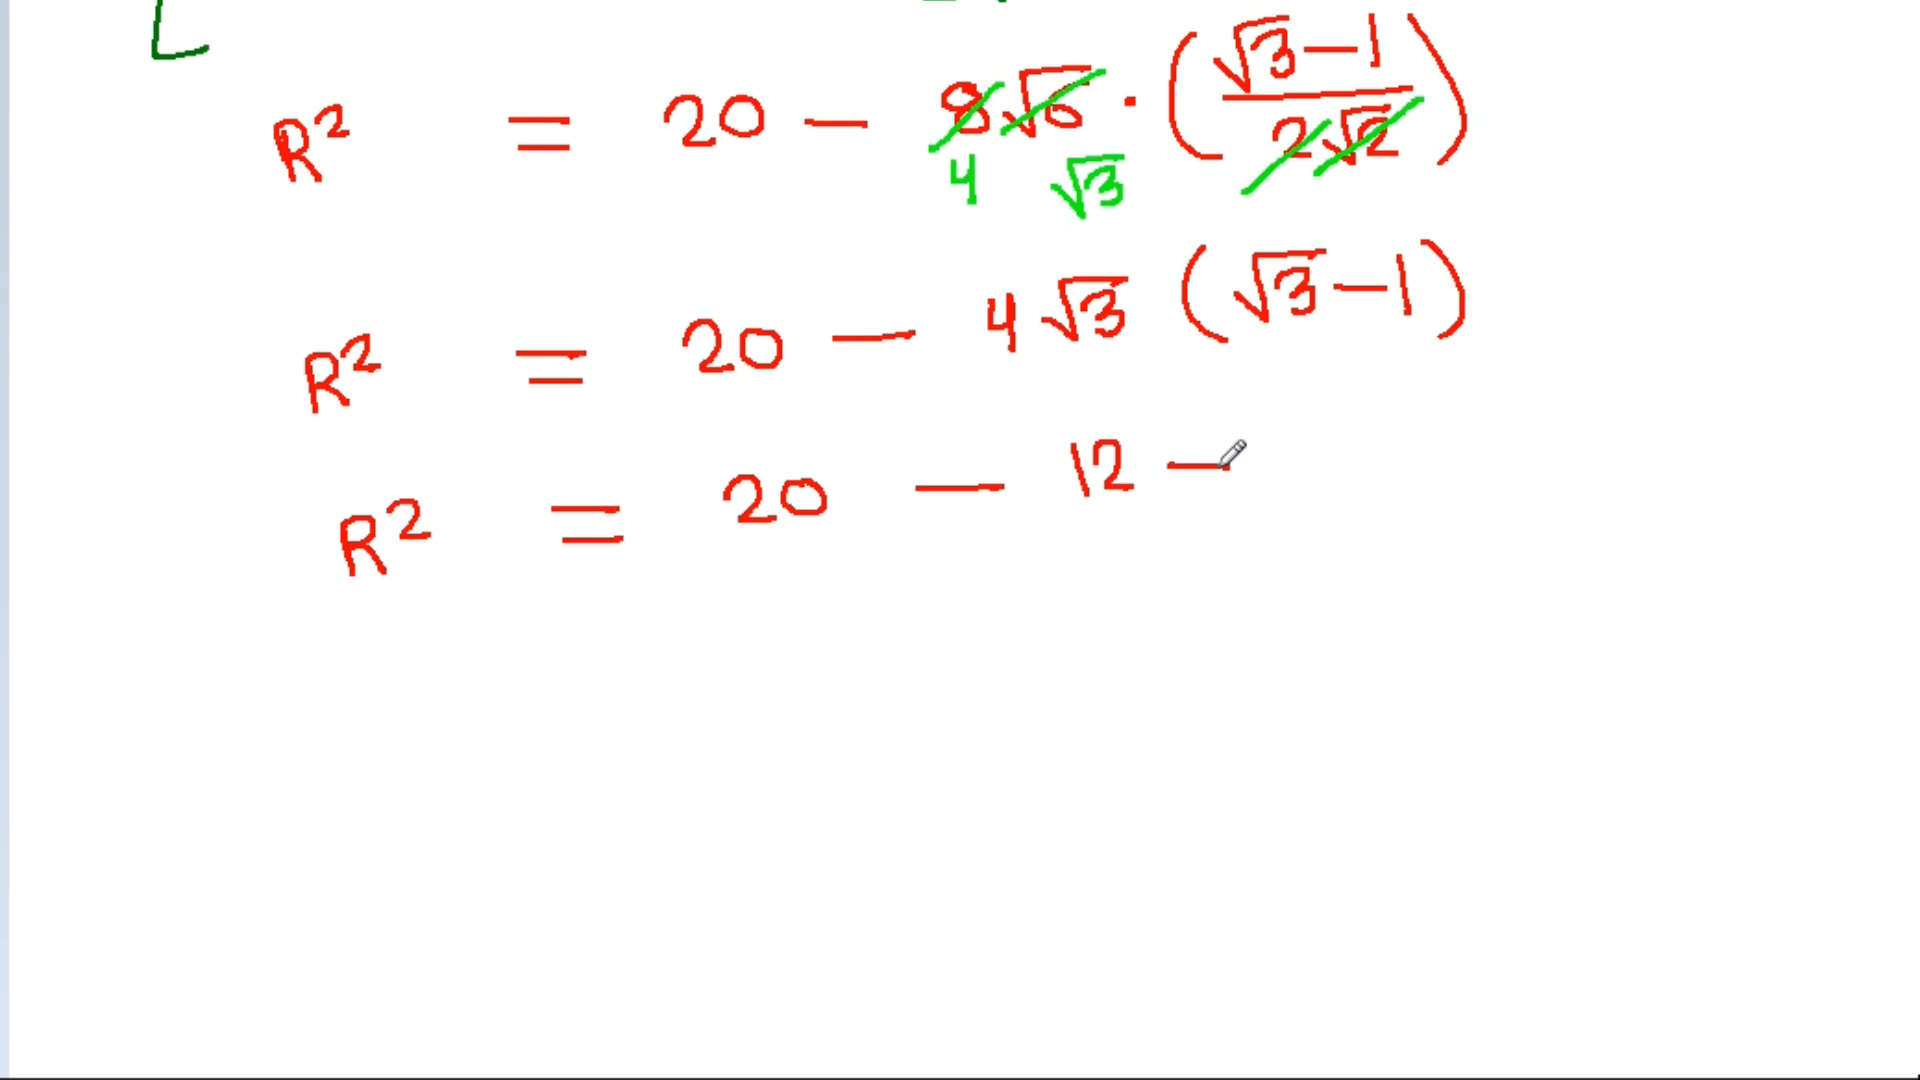 R² = 20 - 8√6 · ((√3-1)/(2√2))
4 √3
R² = 20 - 4√3 (√3-1)
R² = 20 - 12 -